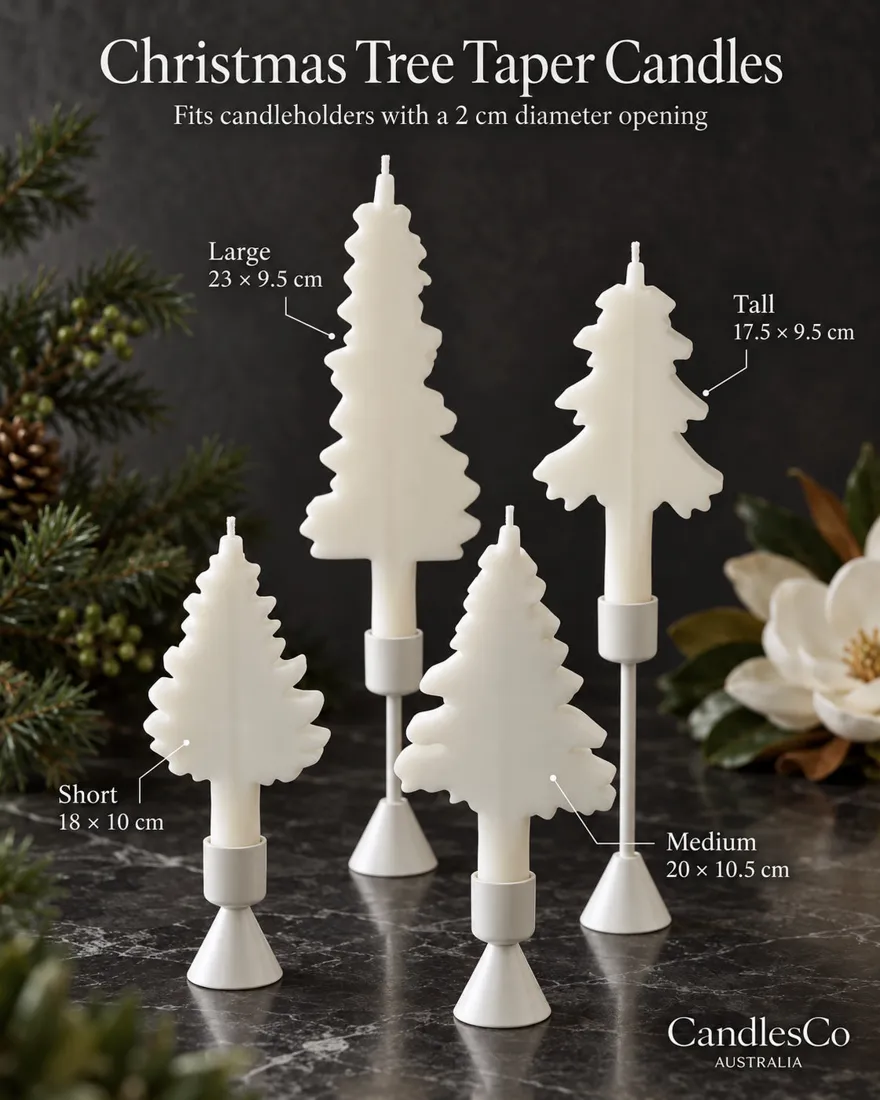 Christmas Tree Taper Candles
Fits candleholders with a 2 cm diameter opening
Large
23 × 9.5 cm
Tall
17.5 × 9.5 cm
Short
18 × 10 cm
Medium
20 × 10.5 cm
CandlesCo
AUSTRALIA